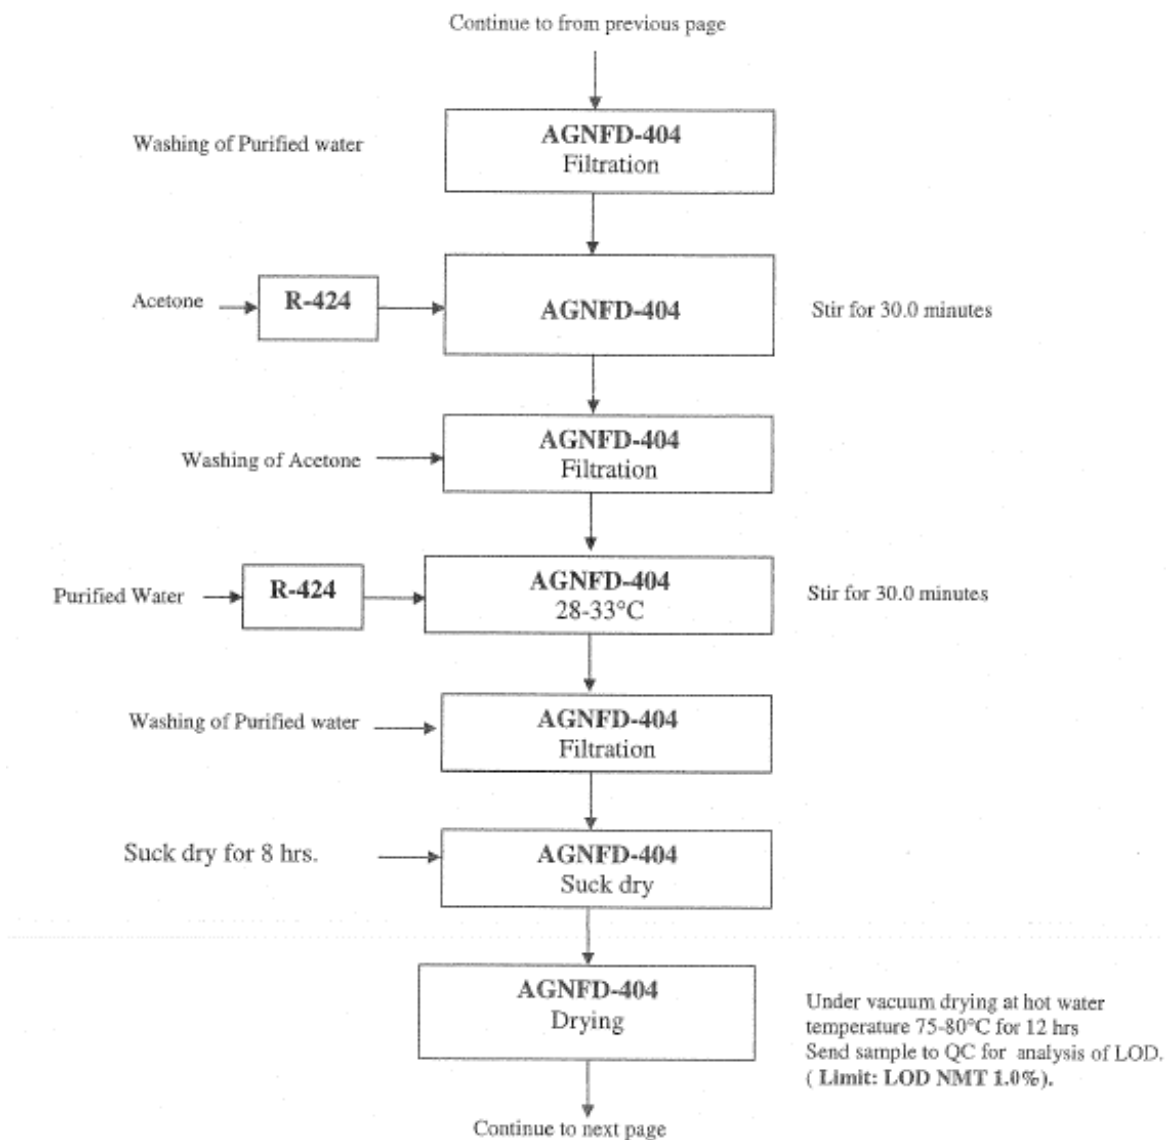 Continue to from previous page
Washing of Purified water
AGNFD-404
Filtration
Acetone
R-424
AGNFD-404
Stir for 30.0 minutes
Washing of Acetone
AGNFD-404
Filtration
Purified Water
R-424
AGNFD-404
28-33°C
Stir for 30.0 minutes
Washing of Purified water
AGNFD-404
Filtration
Suck dry for 8 hrs.
AGNFD-404
Suck dry
AGNFD-404
Drying
Under vacuum drying at hot water
temperature 75-80°C for 12 hrs
Send sample to QC for analysis of LOD.
( Limit: LOD NMT 1.0%).
Continue to next page